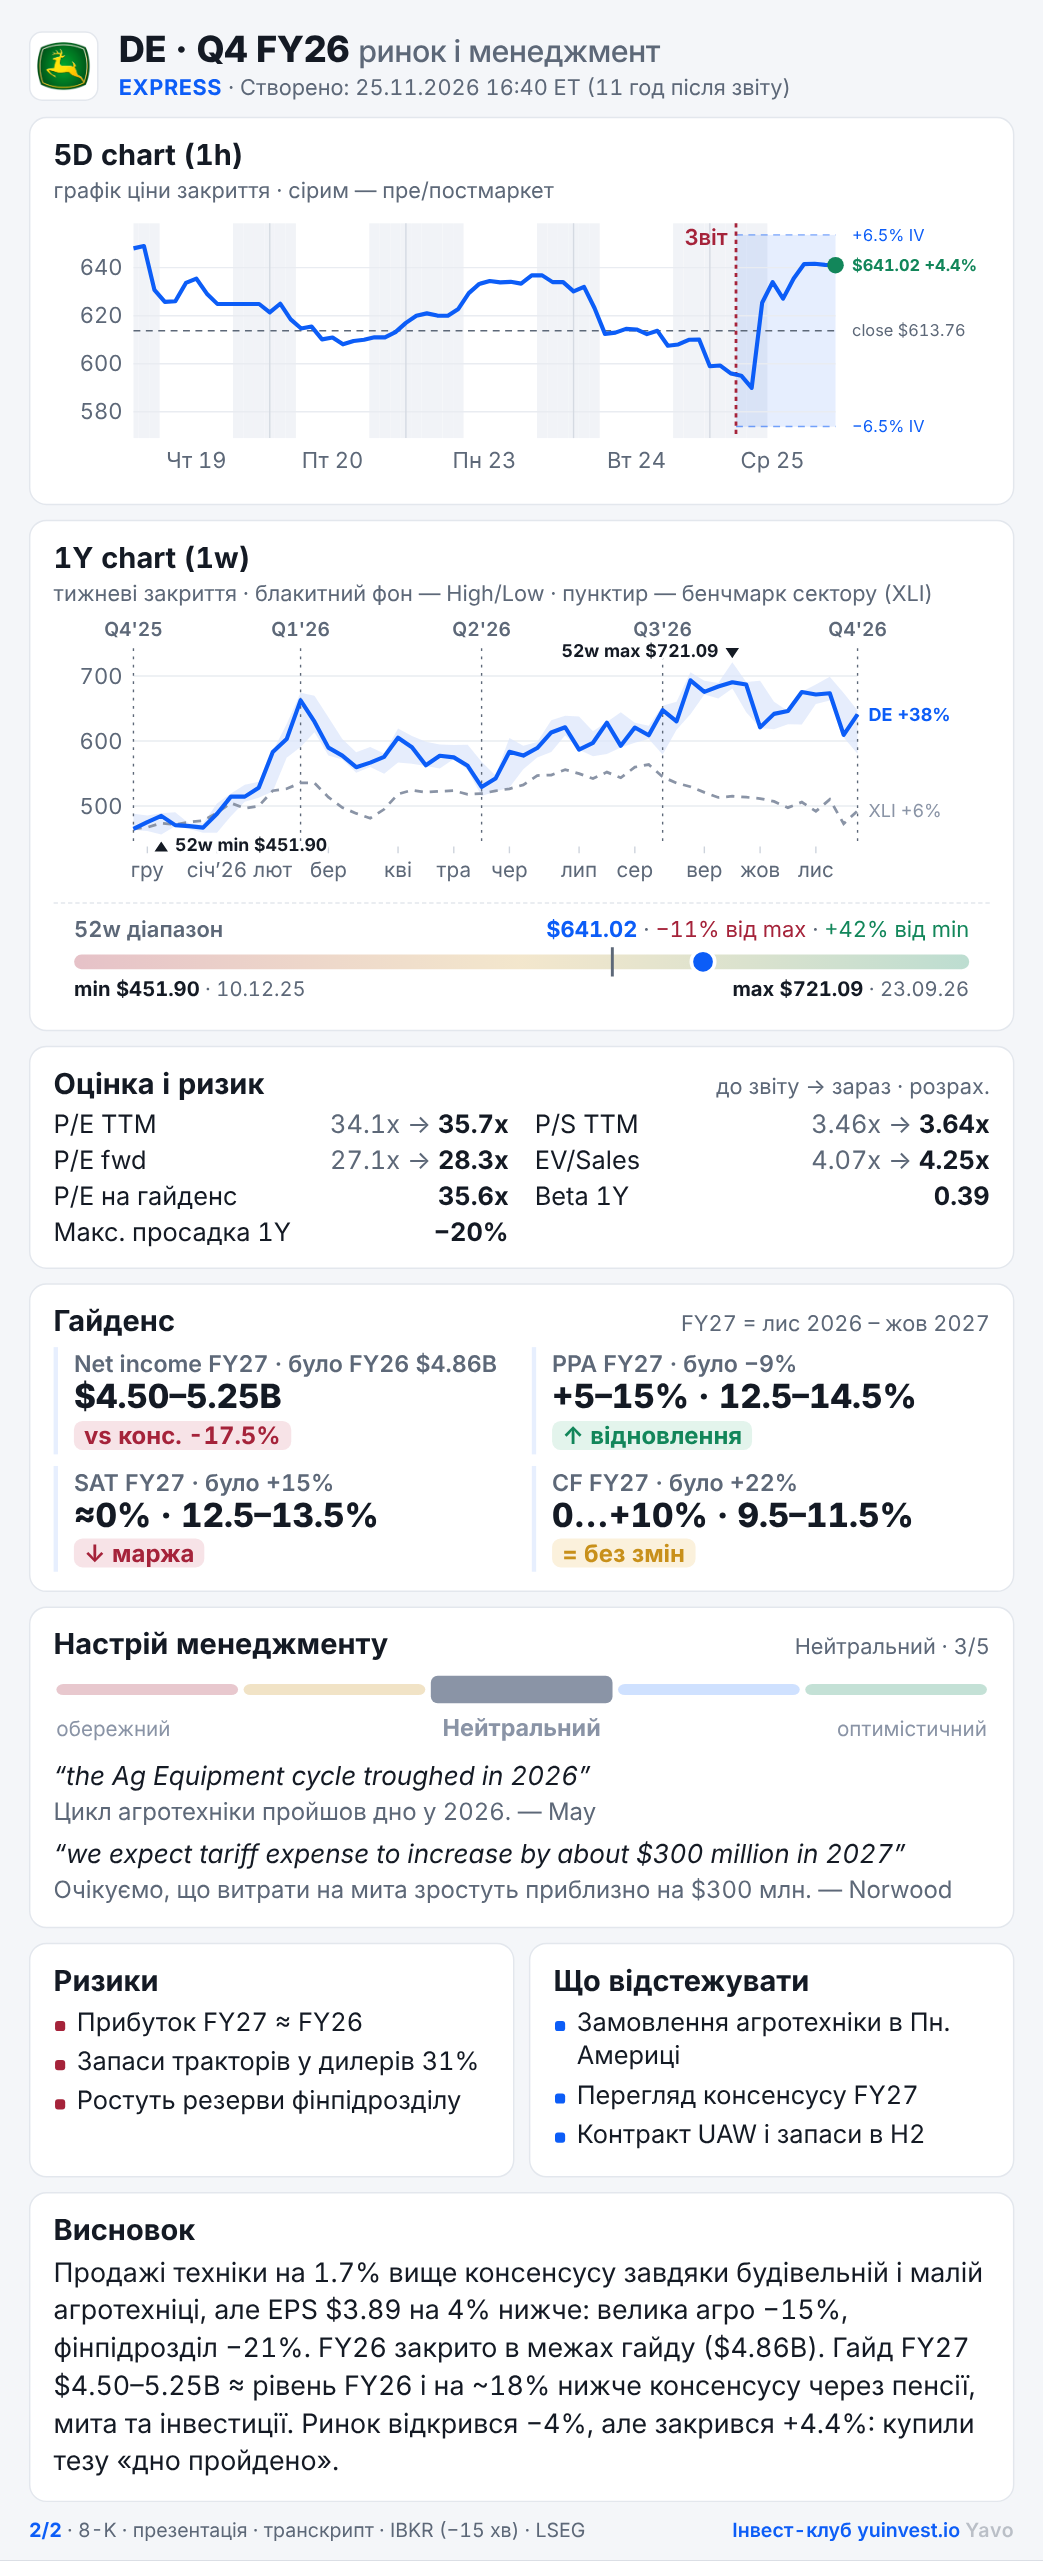 DE · Q4 FY26 ринок і менеджмент
EXPRESS · Створено: 25.11.2026 16:40 ET (11 год після звіту)
5D chart (1h)
графік ціни закриття · сірим — пре/постмаркет
Звіт
+6.5% IV
640
$641.02 +4.4%
620
close $613.76
600
580
−6.5% IV
Чт 19 Пт 20 Пн 23 Вт 24 Ср 25
1Y chart (1w)
тижневі закриття · блакитний фон — High/Low · пунктир — бенчмарк сектору (XLI)
Q4'25 Q1'26 Q2'26 Q3'26 Q4'26
52w max $721.09 ▼
700
DE +38%
600
500
XLI +6%
▲ 52w min $451.90
гру січ’26 лют бер кві тра чер лип сер вер жов лис
52w діапазон $641.02 · −11% від max · +42% від min
min $451.90 · 10.12.25 max $721.09 · 23.09.26
Оцінка і ризик до звіту → зараз · розрах.
P/E TTM 34.1x → 35.7x P/S TTM 3.46x → 3.64x
P/E fwd 27.1x → 28.3x EV/Sales 4.07x → 4.25x
P/E на гайденс 35.6x Beta 1Y 0.39
Макс. просадка 1Y −20%
Гайденс FY27 = лис 2026 – жов 2027
Net income FY27 · було FY26 $4.86B
$4.50–5.25B
vs конс. -17.5%
PPA FY27 · було −9%
+5–15% · 12.5–14.5%
↑ відновлення
SAT FY27 · було +15%
≈0% · 12.5–13.5%
↓ маржа
CF FY27 · було +22%
0…+10% · 9.5–11.5%
= без змін
Настрій менеджменту Нейтральний · 3/5
обережний Нейтральний оптимістичний
“the Ag Equipment cycle troughed in 2026”
Цикл агротехніки пройшов дно у 2026. — May
“we expect tariff expense to increase by about $300 million in 2027”
Очікуємо, що витрати на мита зростуть приблизно на $300 млн. — Norwood
Ризики
Прибуток FY27 ≈ FY26
Запаси тракторів у дилерів 31%
Ростуть резерви фінпідрозділу
Що відстежувати
Замовлення агротехніки в Пн.
Америці
Перегляд консенсусу FY27
Контракт UAW і запаси в H2
Висновок
Продажі техніки на 1.7% вище консенсусу завдяки будівельній і малій
агротехніці, але EPS $3.89 на 4% нижче: велика агро −15%,
фінпідрозділ −21%. FY26 закрито в межах гайду ($4.86B). Гайд FY27
$4.50–5.25B ≈ рівень FY26 і на ~18% нижче консенсусу через пенсії,
мита та інвестиції. Ринок відкрився −4%, але закрився +4.4%: купили
тезу «дно пройдено».
2/2 · 8-K · презентація · транскрипт · IBKR (−15 хв) · LSEG Інвест-клуб yuinvest.io Yavo